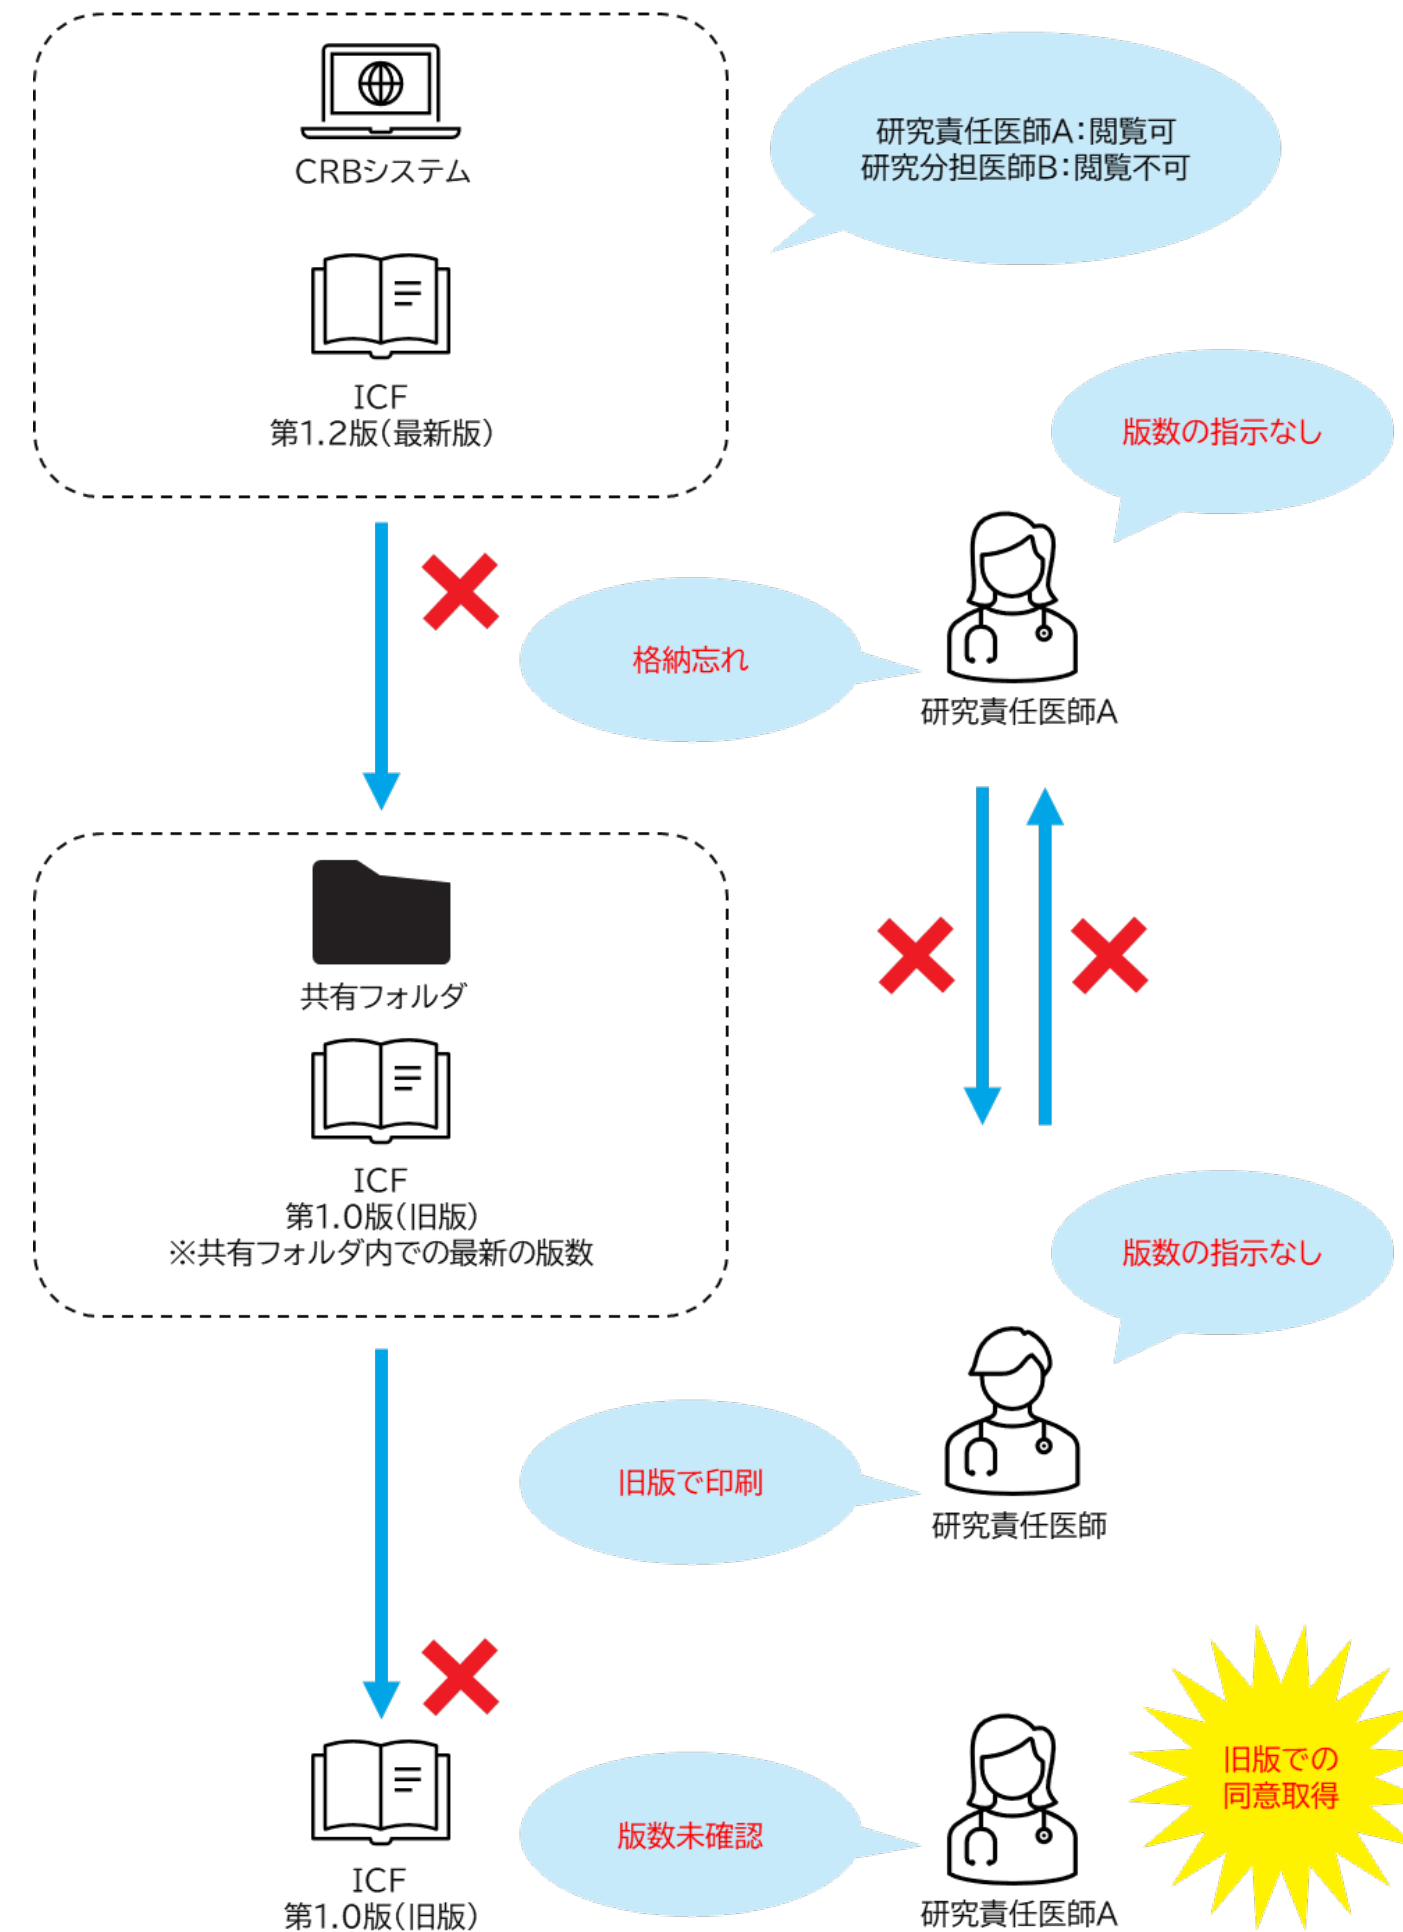 CRBシステム
研究責任医師A：閲覧可
研究分担医師B：閲覧不可
ICF
第1.2版（最新版）
版数の指示なし
格納忘れ
研究責任医師A
共有フォルダ
ICF
第1.0版（旧版）
※共有フォルダ内での最新の版数
版数の指示なし
旧版で印刷
研究責任医師
旧版での
同意取得
版数未確認
ICF
第1.0版（旧版）
研究責任医師A